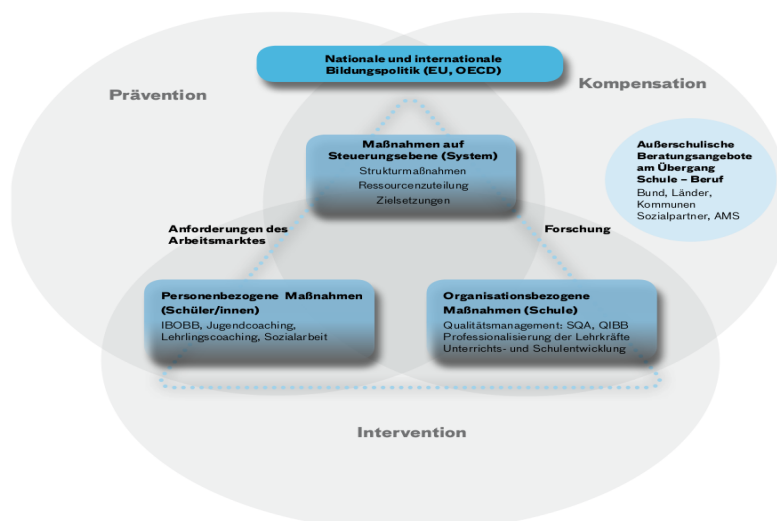 Nationale und internationale
Bildungspolitik (EU, OECD)
Prävention
Kompensation
Maßnahmen auf
Steuerungsebene (System)
Strukturmaßnahmen
Ressourcenzuteilung
Zielsetzungen
Außerschulische
Beratungsangebote
am Übergang
Schule – Beruf
Bund, Länder,
Kommunen
Sozialpartner, AMS
Anforderungen des
Arbeitsmarktes
Forschung
Personenbezogene Maßnahmen
(Schüler/innen)
IBOBB, Jugendcoaching,
Lehrlingscoaching, Sozialarbeit
Organisationsbezogene
Maßnahmen (Schule)
Qualitätsmanagement: SQA, QIBB
Professionalisierung der Lehrkräfte
Unterrichts- und Schulentwicklung
Intervention